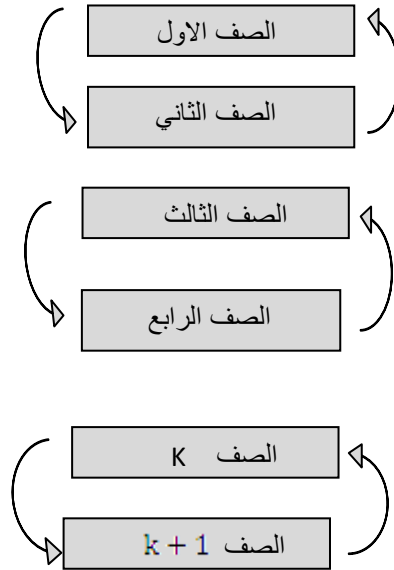 الصف الاول
الصف الثاني
الصف الثالث
الصف الرابع
الصف K
الصف k + 1